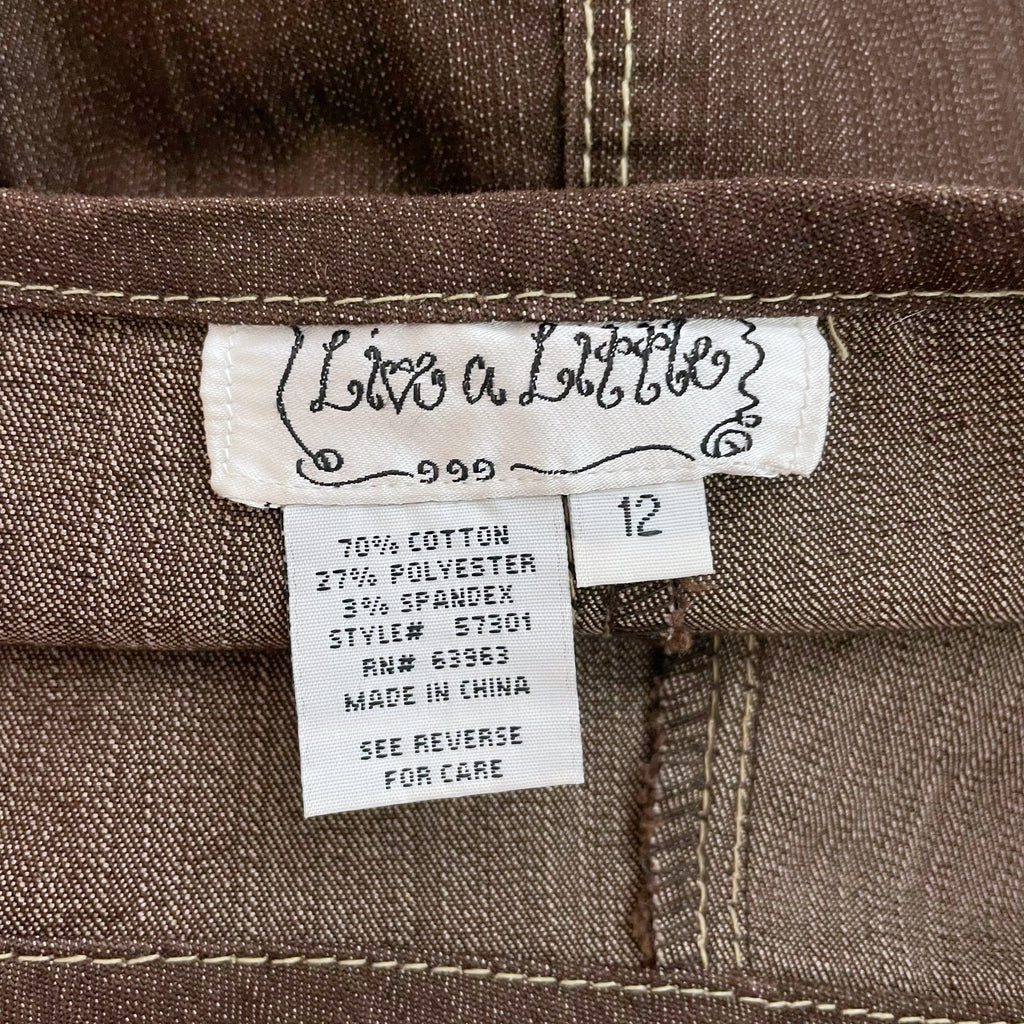 Live a Little
12
70% COTTON
27% POLYESTER
3% SPANDEX
STYLE# 57301
RN# 63963
MADE IN CHINA
SEE REVERSE
FOR CARE